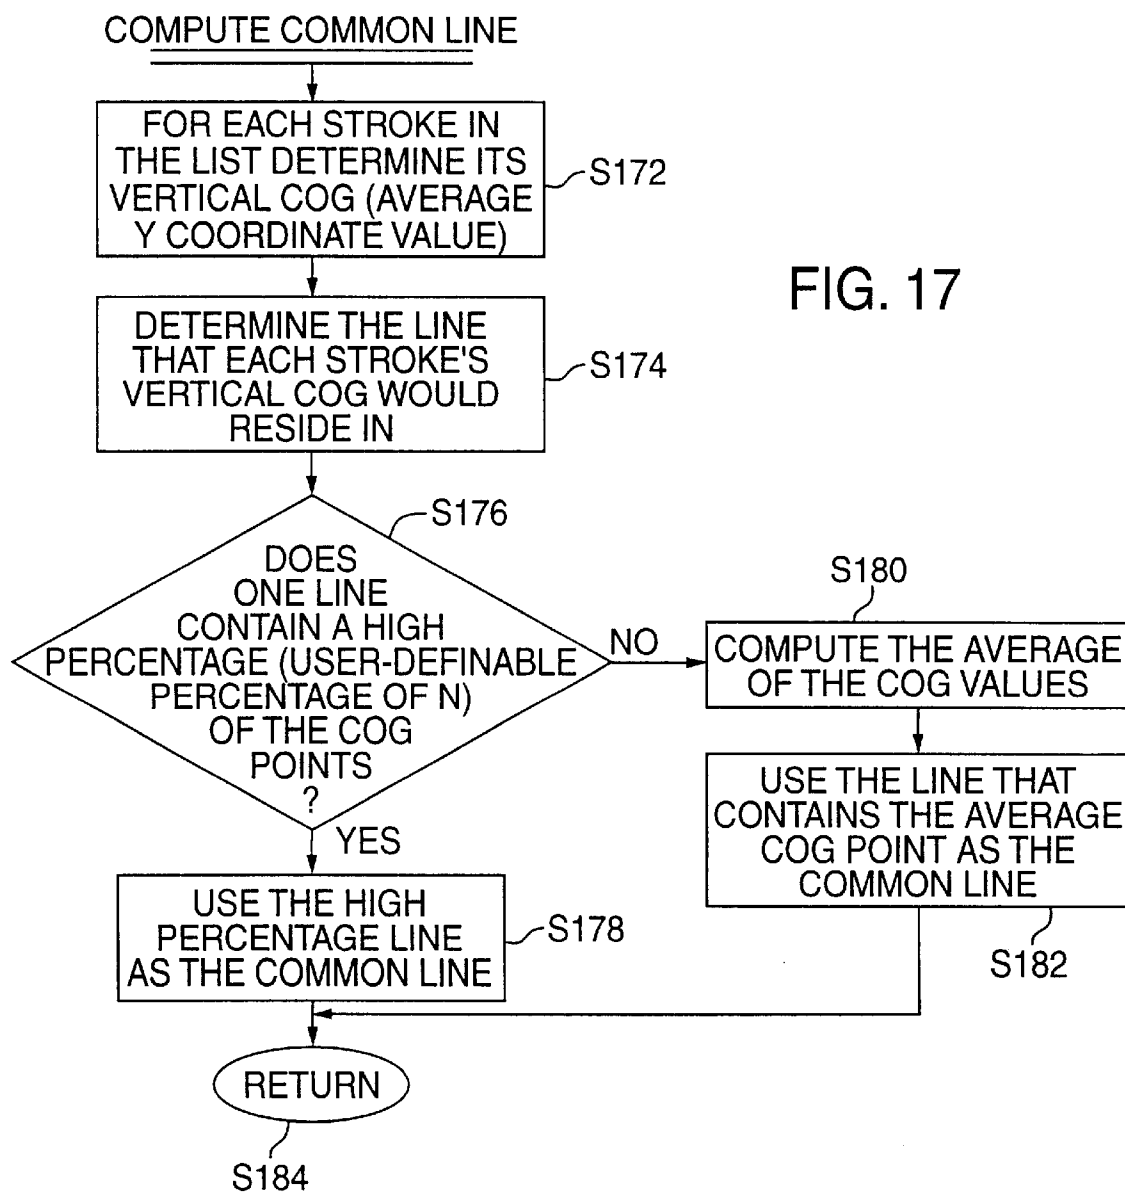 COMPUTE COMMON LINE
FOR EACH STROKE IN
THE LIST DETERMINE ITS
VERTICAL COG (AVERAGE
Y COORDINATE VALUE)
S172
FIG. 17
DETERMINE THE LINE
THAT EACH STROKE'S
VERTICAL COG WOULD
RESIDE IN
S174
S176
DOES
ONE LINE
CONTAIN A HIGH
PERCENTAGE (USER-DEFINABLE
PERCENTAGE OF N)
OF THE COG
POINTS
?
NO
YES
S180
COMPUTE THE AVERAGE
OF THE COG VALUES
USE THE LINE THAT
CONTAINS THE AVERAGE
COG POINT AS THE
COMMON LINE
S182
USE THE HIGH
PERCENTAGE LINE
AS THE COMMON LINE
S178
RETURN
S184